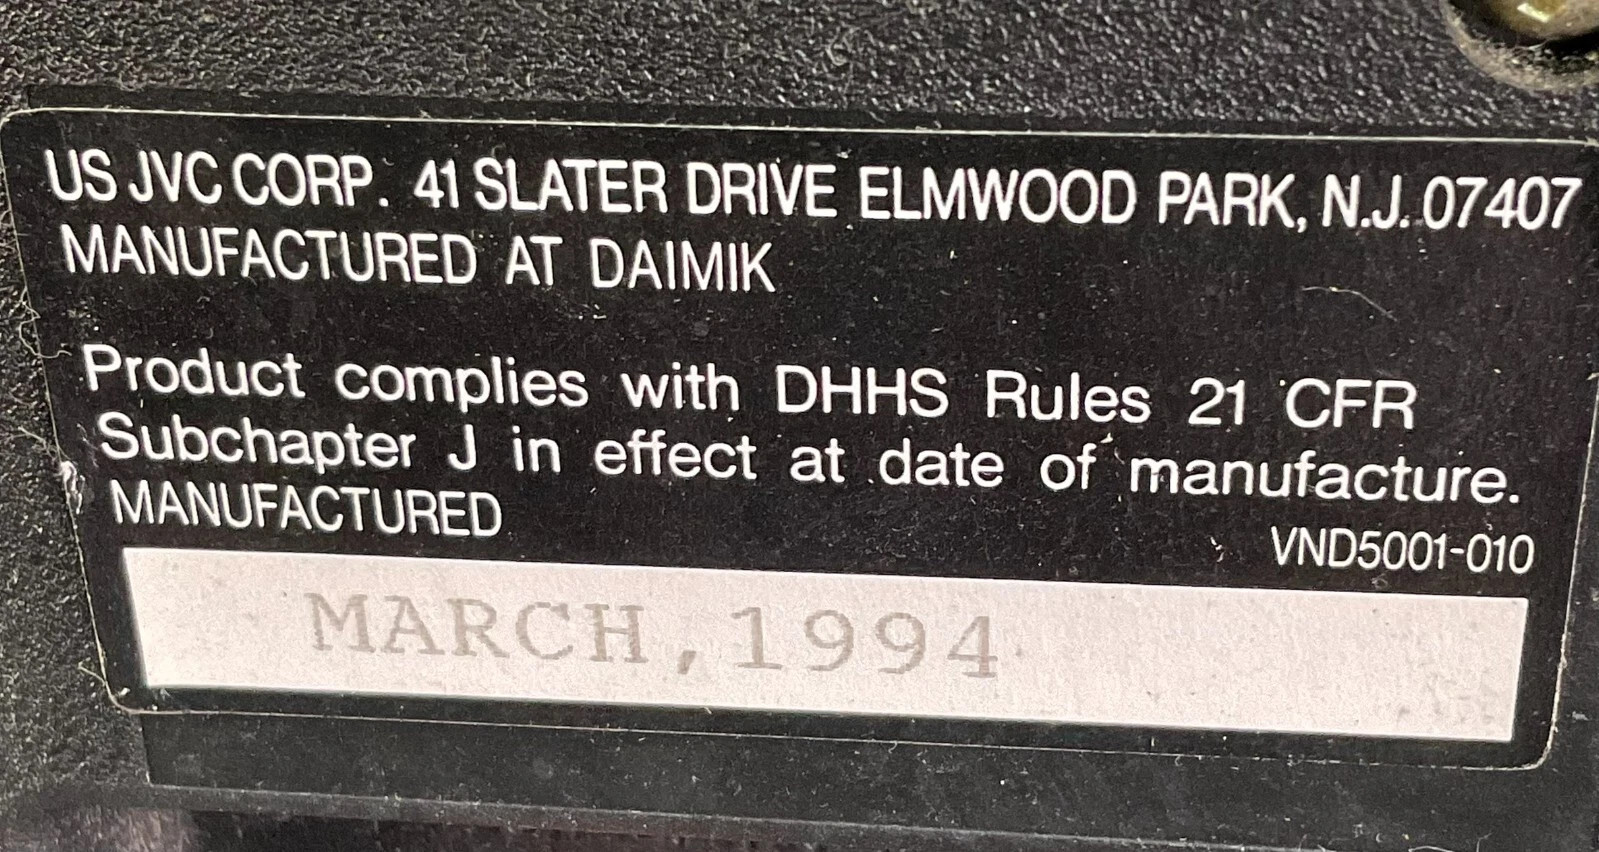 US JVC CORP. 41 SLATER DRIVE ELMWOOD PARK, N.J. 07407
MANUFACTURED AT DAIMIK
Product complies with DHHS Rules 21 CFR
Subchapter J in effect at date of manufacture.
MANUFACTURED
VND5001-010
MARCH,1994